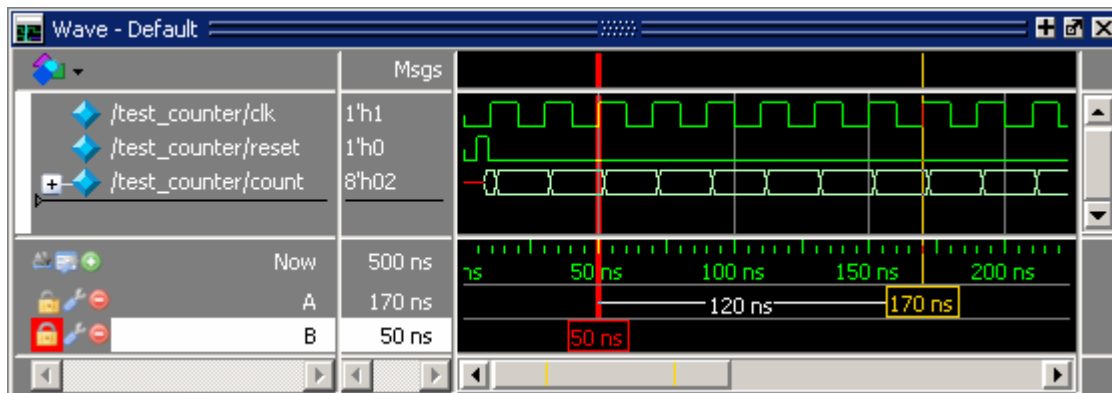 Wave - Default
Msgs
/test_counter/clk 1'h1
/test_counter/reset 1'h0
/test_counter/count 8'h02
Now 500 ns ns 50 ns 100 ns 150 ns 200 ns
A 170 ns 120 ns 170 ns
B 50 ns 50 ns